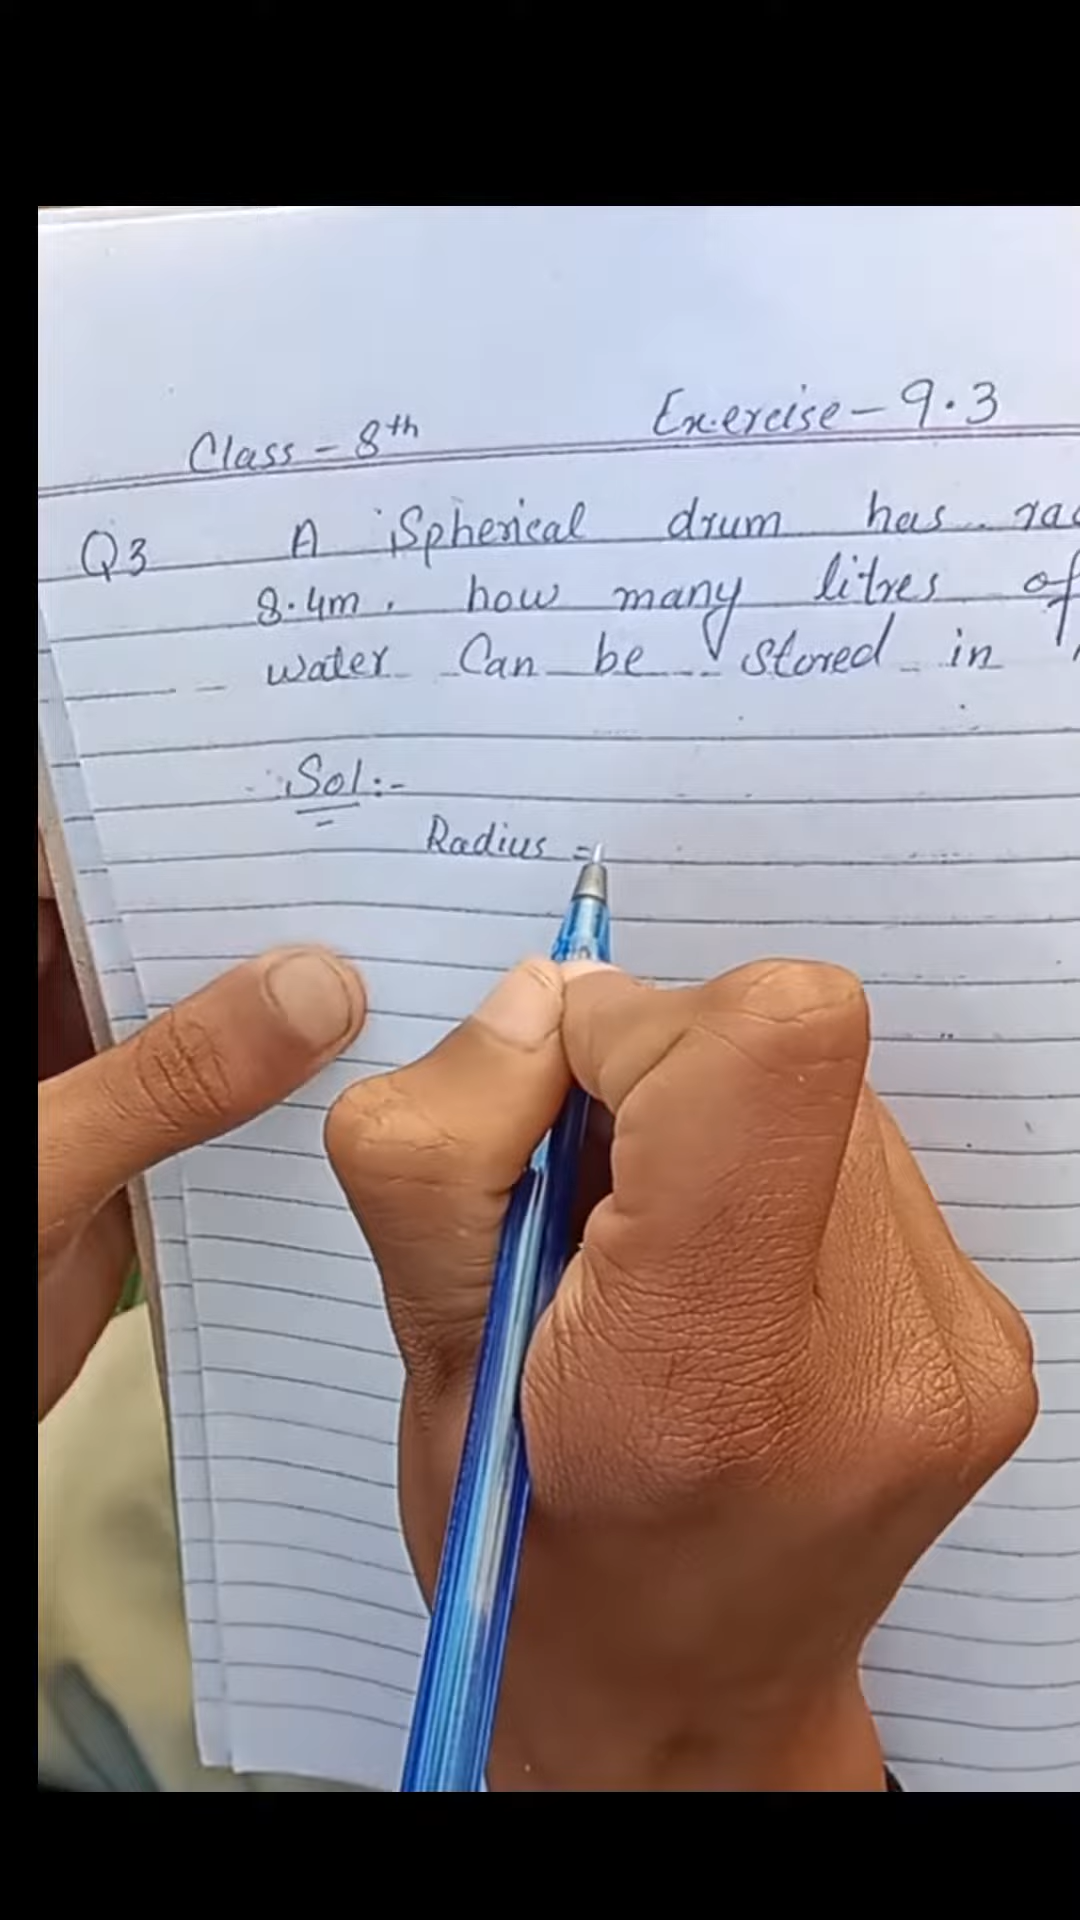 Class - 8th Exercise - 9.3
Q3 A Spherical drum has
8.4m. how many litres of
water Can be stored in
Sol:-
Radius =